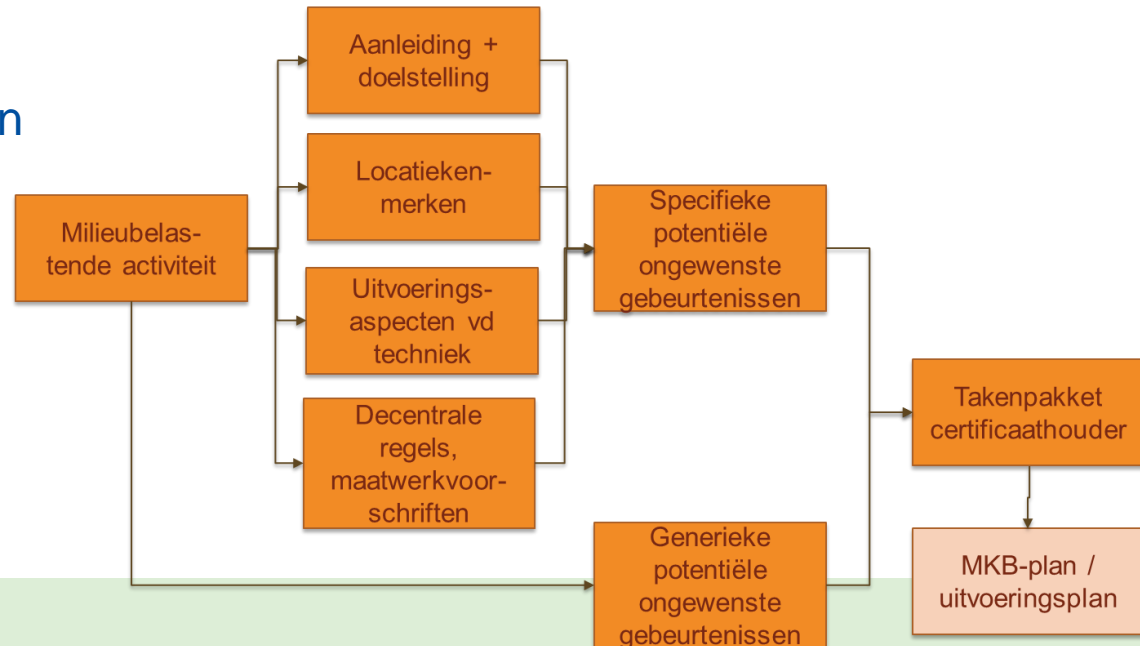 n
Aanleiding +
doelstelling
Locatieken-
merken
Milieubelas-
tende activiteit
Uitvoerings-
aspecten vd
techniek
Decentrale
regels,
maatwerkvoor-
schriften
Specifieke
potentiële
ongewenste
gebeurtenissen
Generieke
potentiële
ongewenste
gebeurtenissen
Takenpakket
certificaathouder
MKB-plan /
uitvoeringsplan